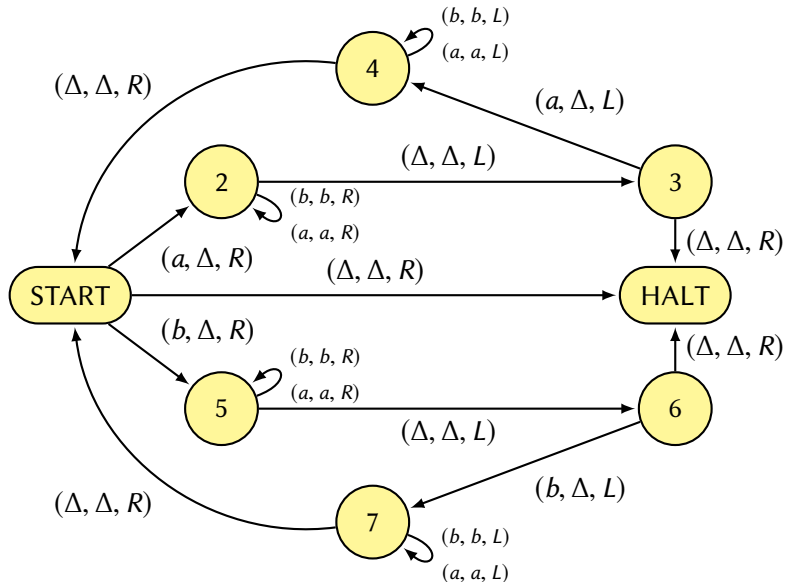 (b, b, L)
(a, a, L)
4
(Δ, Δ, R)
(a, Δ, L)
(Δ, Δ, L)
2
3
(b, b, R)
(a, a, R)
(Δ, Δ, R)
(a, Δ, R)
(Δ, Δ, R)
START
HALT
(b, Δ, R)
(Δ, Δ, R)
(b, b, R)
(a, a, R)
5
6
(Δ, Δ, L)
(b, Δ, L)
(Δ, Δ, R)
7
(b, b, L)
(a, a, L)